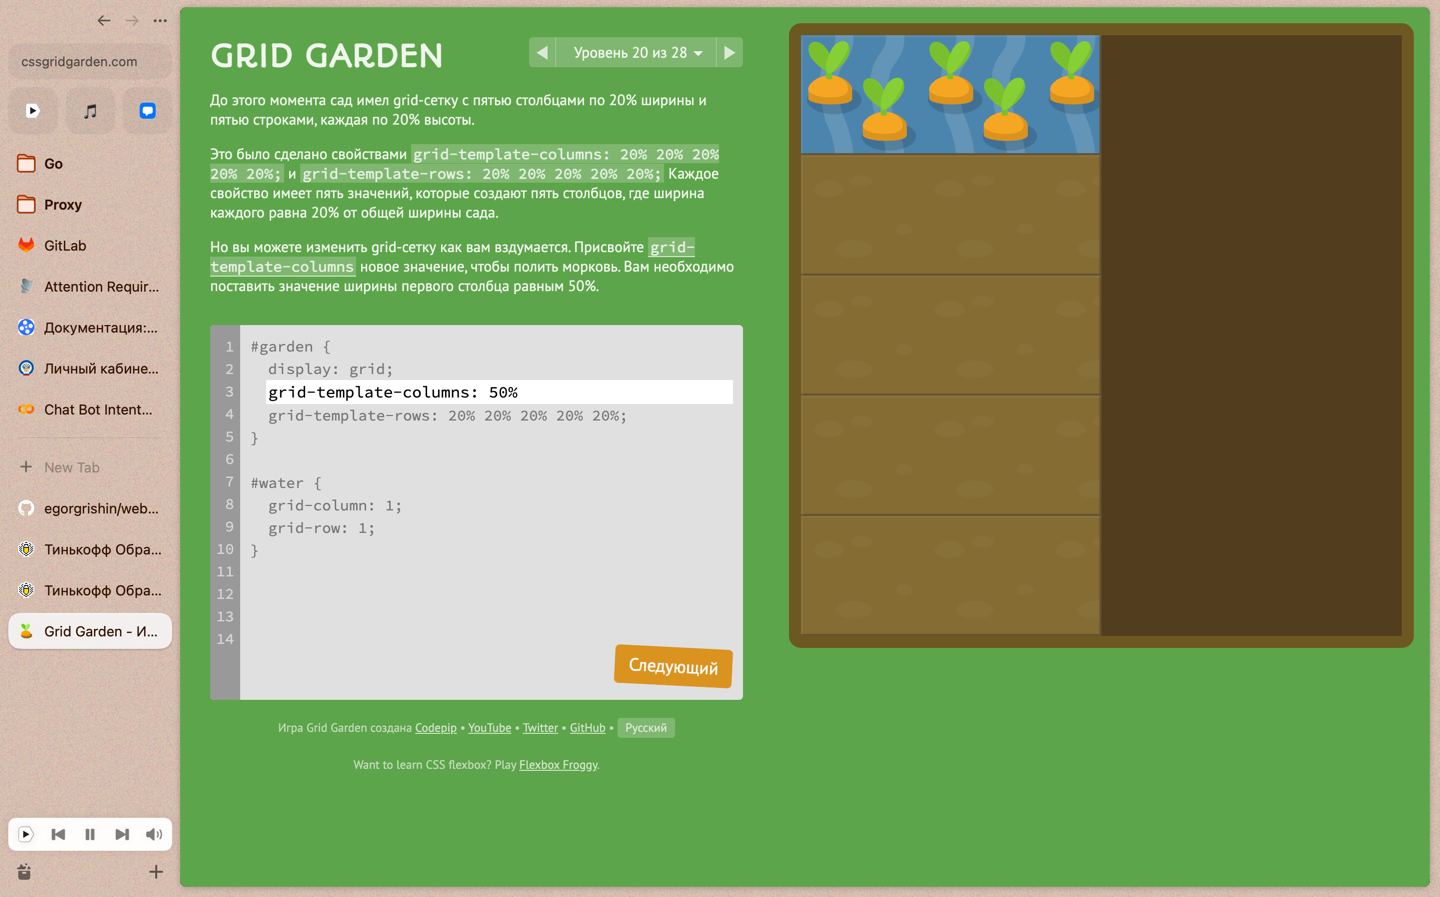 cssgridgarden.com
Go
Proxy
GitLab
Attention Requir...
Документация:...
Личный кабине...
Chat Bot Intent...
New Tab
egorgrishin/web...
Тинькофф Обра...
Тинькофф Обра...
Grid Garden - И...
GRID GARDEN
Уровень 20 из 28
До этого момента сад имел grid-сетку с пятью столбцами по 20% ширины и
пятью строками, каждая по 20% высоты.
Это было сделано свойствами grid-template-columns: 20% 20% 20%
20% 20%; и grid-template-rows: 20% 20% 20% 20% 20%; Каждое
свойство имеет пять значений, которые создают пять столбцов, где ширина
каждого равна 20% от общей ширины сада.
Но вы можете изменить grid-сетку как вам вздумается. Присвойте grid-
template-columns новое значение, чтобы полить морковь. Вам необходимо
поставить значение ширины первого столбца равным 50%.
1 #garden {
2 display: grid;
3 grid-template-columns: 50%
4 grid-template-rows: 20% 20% 20% 20% 20%;
5 }
6
7 #water {
8 grid-column: 1;
9 grid-row: 1;
10 }
11
12
13
14
Следующий
Игра Grid Garden создана Codepip • YouTube • Twitter • GitHub • Русский
Want to learn CSS flexbox? Play Flexbox Froggy.